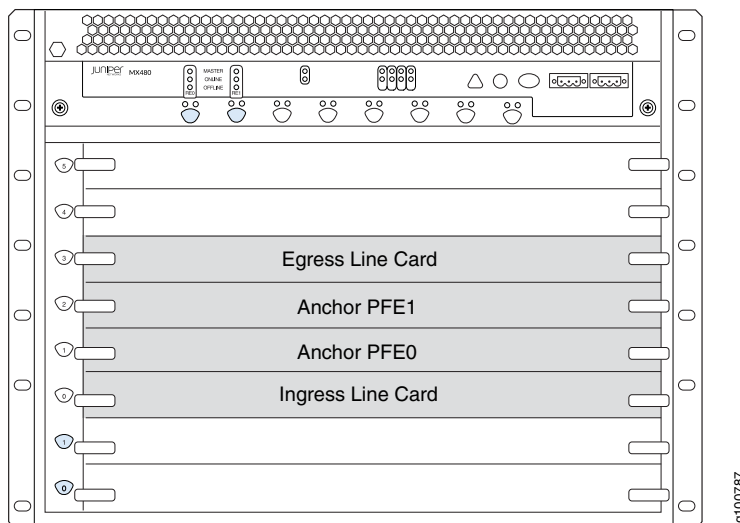 JUNIPER MX480
MASTER
ONLINE
OFFLINE
RE0 RE1
5
4
3 Egress Line Card
2 Anchor PFE1
1 Anchor PFE0
0 Ingress Line Card
1
0
g100787